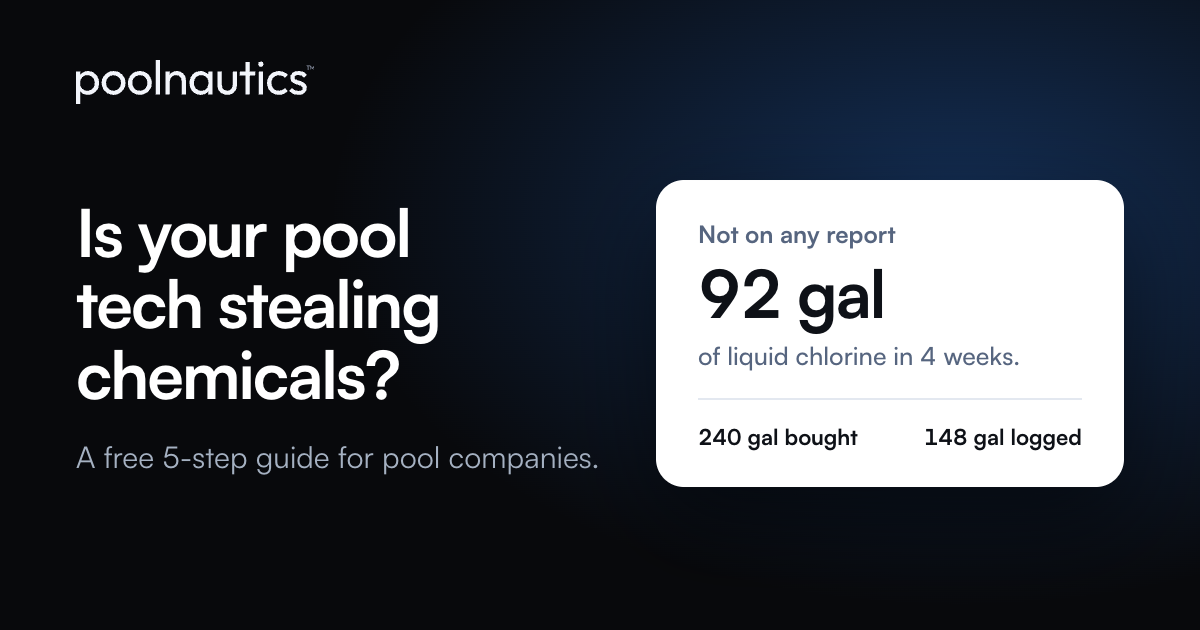 poolnautics™
Is your pool
tech stealing
chemicals?
A free 5-step guide for pool companies.
Not on any report
92 gal
of liquid chlorine in 4 weeks.
240 gal bought
148 gal logged